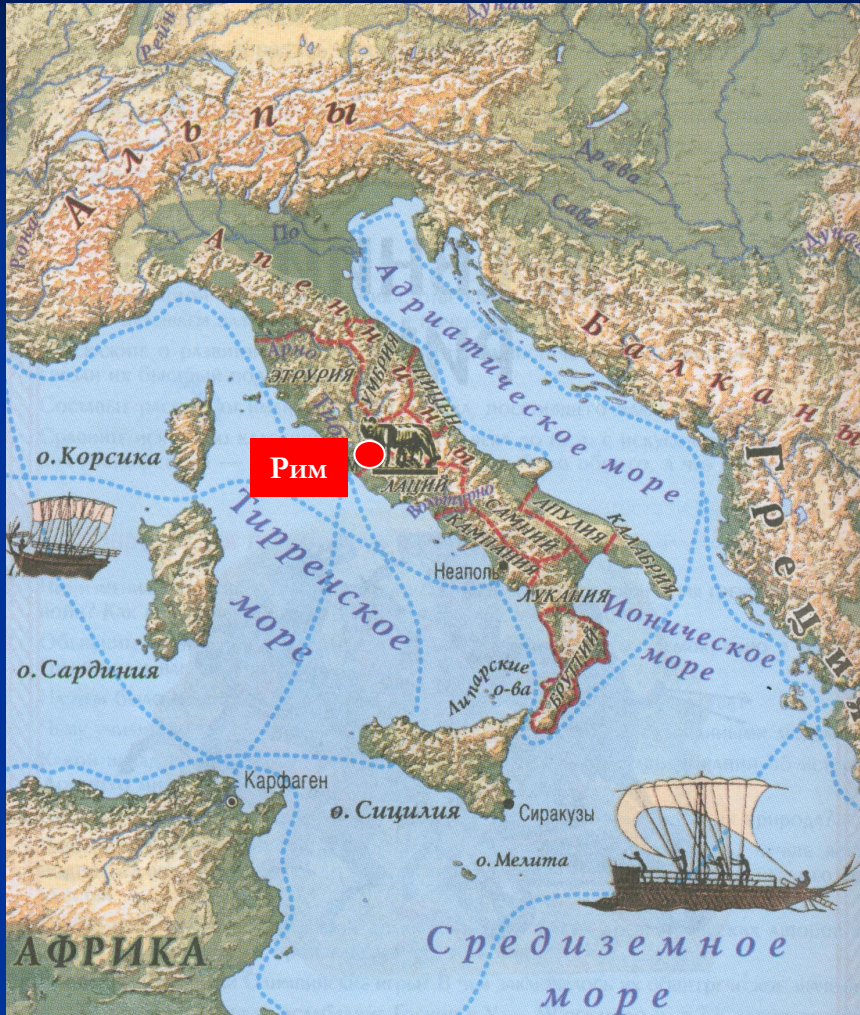 Дунай
Рейн
Альпы
Драва
Сава
Дунай
Рона
По
Апеннины
Адриатическое море
Балканы
Арно
ЭТРУРИЯ
УМБРИЯ
ПИЦЕН
Тибр
о.Корсика
Рим
ЛАЦИЙ
Вольтурно
САМНИЙ
АПУЛИЯ
КАЛАБРИЯ
КАМПАНИЯ
Греция
Тирренское
море
Неаполь
ЛУКАНИЯ
Ионическое
море
о.Сардиния
Липарские
о-ва
БРУТТИЙ
Карфаген
о.Сицилия
Сиракузы
о.Мелита
АФРИКА
Средиземное
море